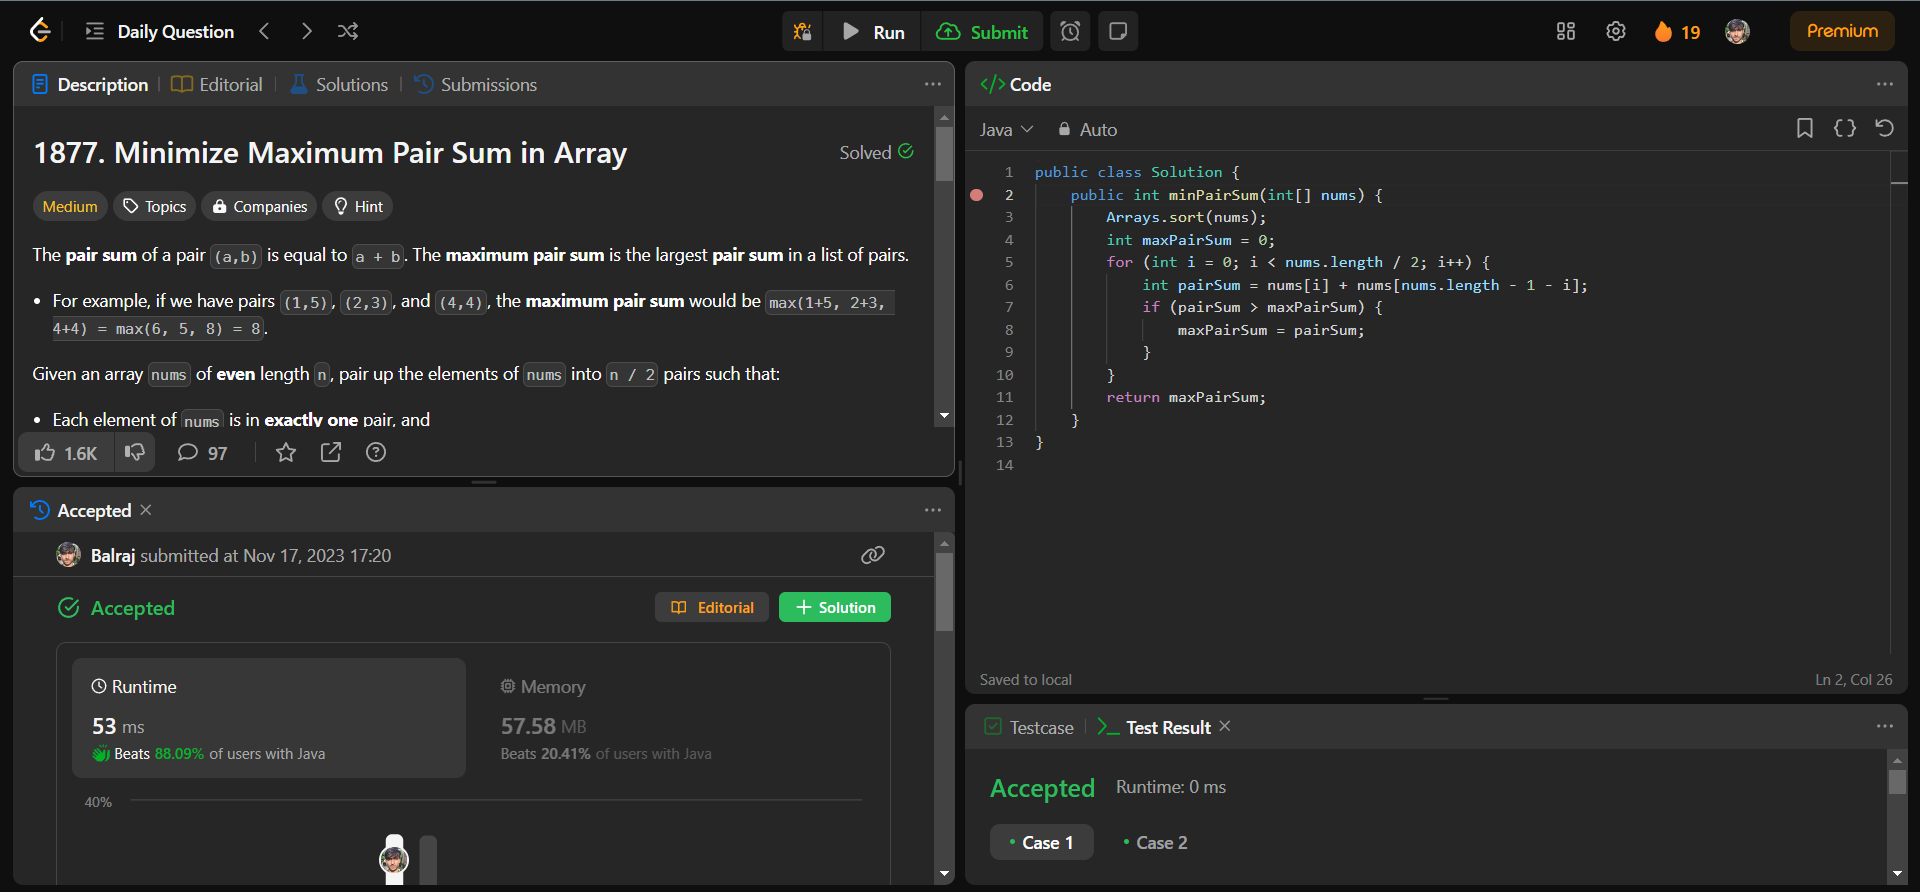 Daily Question
Run
Submit
19
Premium
Description
Editorial
Solutions
Submissions
1877. Minimize Maximum Pair Sum in Array
Solved
Medium
Topics
Companies
Hint
The pair sum of a pair (a,b) is equal to a + b. The maximum pair sum is the largest pair sum in a list of pairs.
• For example, if we have pairs (1,5), (2,3), and (4,4), the maximum pair sum would be max(1+5, 2+3,
4+4) = max(6, 5, 8) = 8.
Given an array nums of even length n, pair up the elements of nums into n / 2 pairs such that:
• Each element of nums is in exactly one pair, and
1.6K
97
Accepted
Balraj submitted at Nov 17, 2023 17:20
Accepted
Editorial
Solution
Runtime
53 ms
Beats 88.09% of users with Java
Memory
57.58 MB
Beats 20.41% of users with Java
40%
</> Code
Java
Auto
1 public class Solution {
2     public int minPairSum(int[] nums) {
3         Arrays.sort(nums);
4         int maxPairSum = 0;
5         for (int i = 0; i < nums.length / 2; i++) {
6             int pairSum = nums[i] + nums[nums.length - 1 - i];
7             if (pairSum > maxPairSum) {
8                 maxPairSum = pairSum;
9             }
10         }
11         return maxPairSum;
12     }
13 }
14
Saved to local
Ln 2, Col 26
Testcase
Test Result
Accepted
Runtime: 0 ms
• Case 1
• Case 2